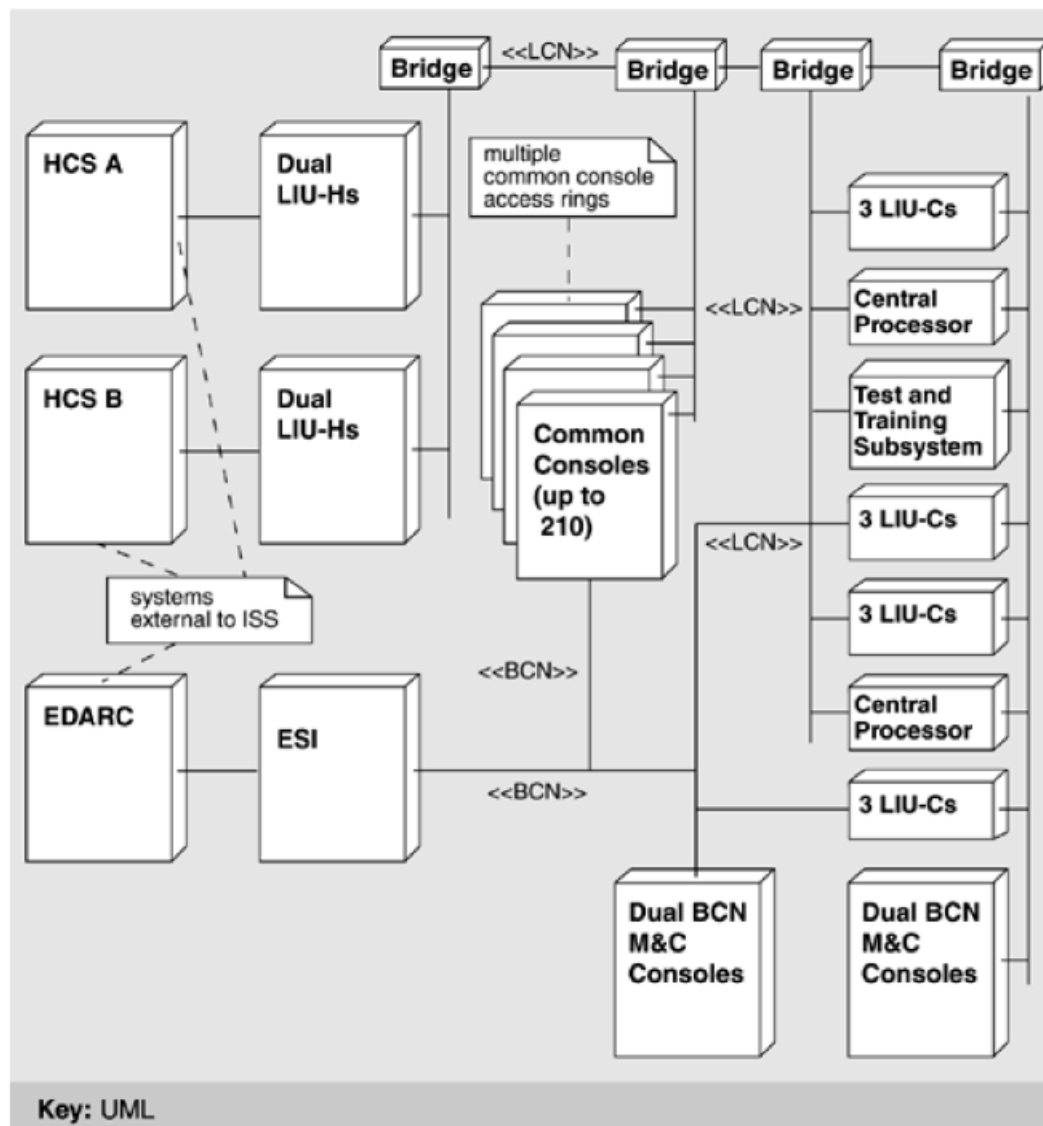 Bridge
<<LCN>>
Bridge
Bridge
Bridge
HCS A
Dual
LIU-Hs
multiple
common console
access rings
3 LIU-Cs
<<LCN>>
Central
Processor
HCS B
Dual
LIU-Hs
Common
Consoles
(up to
210)
Test and
Training
Subsystem
3 LIU-Cs
<<LCN>>
systems
external to ISS
3 LIU-Cs
<<BCN>>
EDARC
ESI
Central
Processor
<<BCN>>
3 LIU-Cs
Dual BCN
M&C
Consoles
Dual BCN
M&C
Consoles
Key: UML